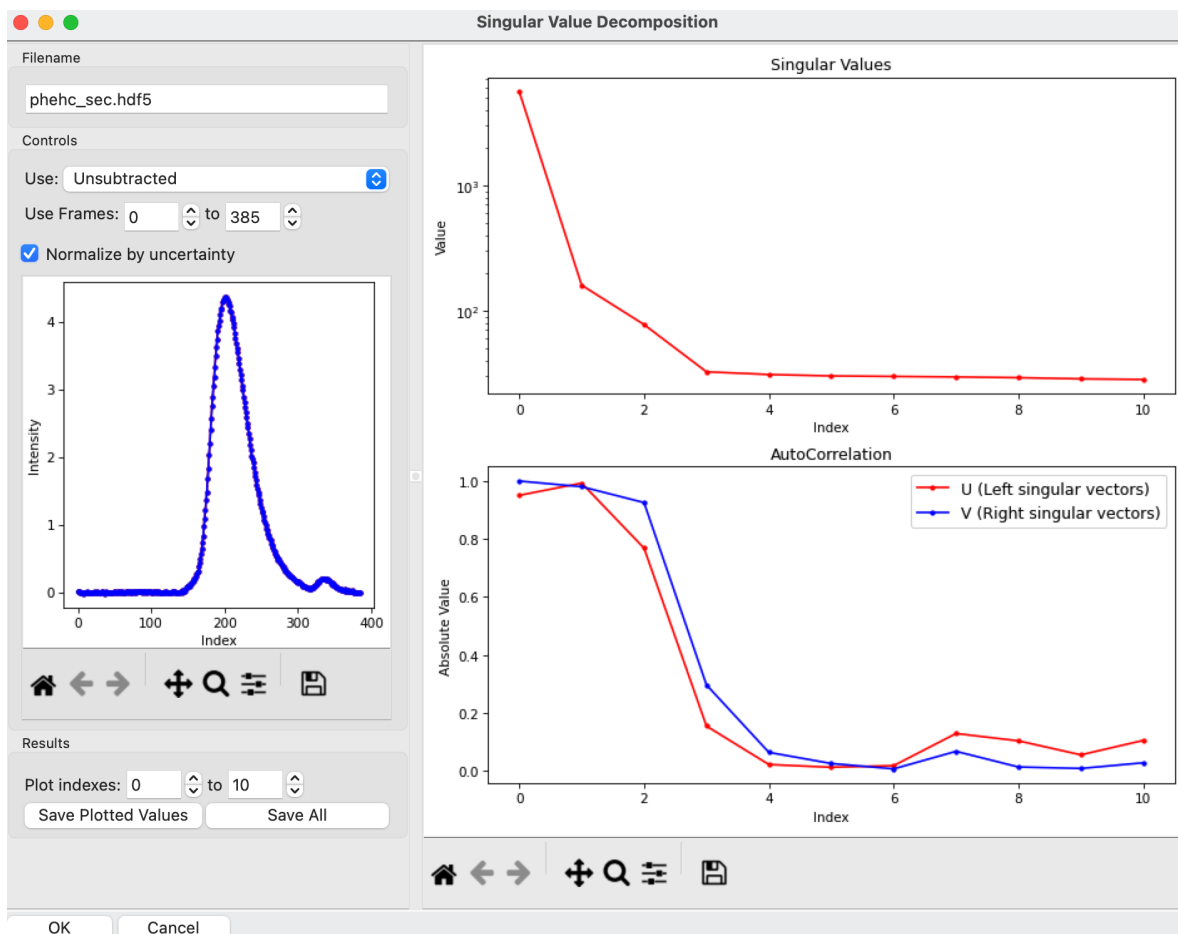 Singular Value Decomposition
Filename
phehc_sec.hdf5
Controls
Use: Unsubtracted
Use Frames: 0 to 385
Normalize by uncertainty
4
3
2
1
0
Intensity
0 100 200 300 400
Index
Results
Plot indexes: 0 to 10
Save Plotted Values Save All
Singular Values
10³
10²
Value
0 2 4 6 8 10
Index
AutoCorrelation
U (Left singular vectors)
V (Right singular vectors)
1.0
0.8
0.6
0.4
0.2
0.0
Absolute Value
0 2 4 6 8 10
Index
OK Cancel